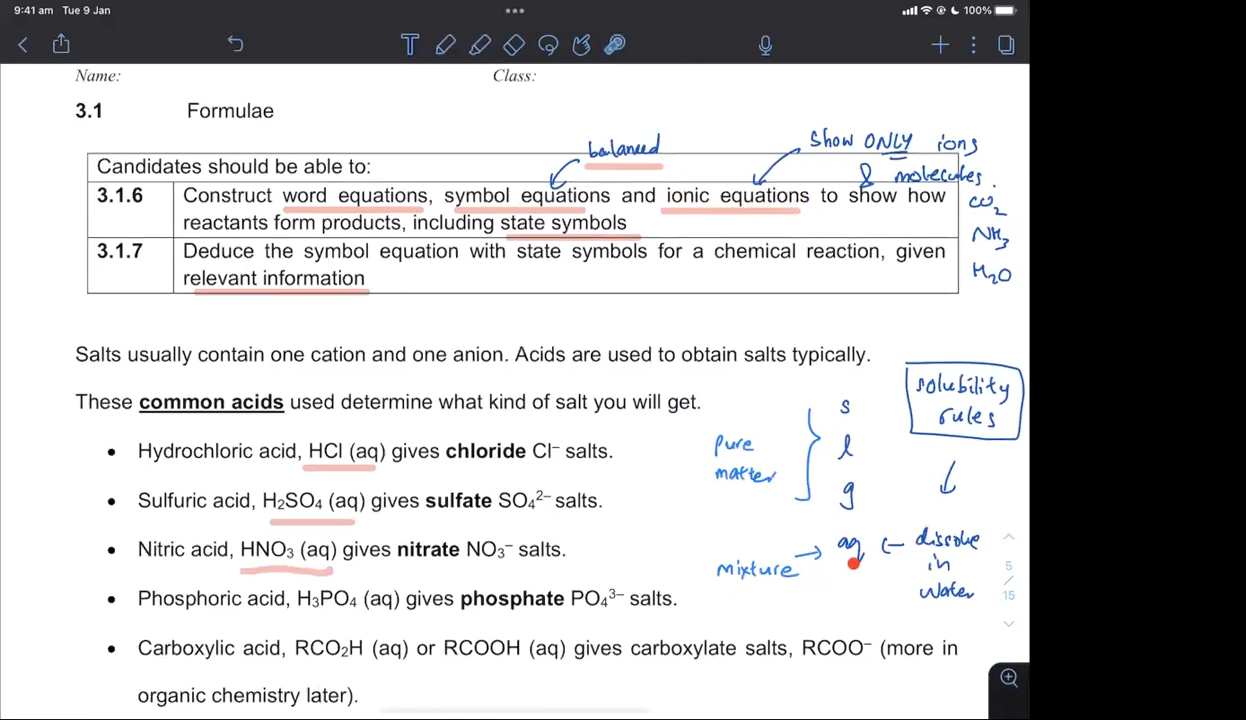 9:41 am Tue 9 Jan
100%
T
Name:
Class:
3.1 Formulae
balanced
Show ONLY ions
& molecules.
Candidates should be able to:
3.1.6 Construct word equations, symbol equations and ionic equations to show how
reactants form products, including state symbols
CO₂
NH₃
H₂O
3.1.7 Deduce the symbol equation with state symbols for a chemical reaction, given
relevant information
Salts usually contain one cation and one anion. Acids are used to obtain salts typically.
These common acids used determine what kind of salt you will get.
solubility
rules
• Hydrochloric acid, HCl (aq) gives chloride Cl⁻ salts.
• Sulfuric acid, H₂SO₄ (aq) gives sulfate SO₄²⁻ salts.
• Nitric acid, HNO₃ (aq) gives nitrate NO₃⁻ salts.
• Phosphoric acid, H₃PO₄ (aq) gives phosphate PO₄³⁻ salts.
• Carboxylic acid, RCO₂H (aq) or RCOOH (aq) gives carboxylate salts, RCOO⁻ (more in
organic chemistry later).
pure
matter
s
l
g
mixture → aq ← dissolve
in
water
5
/
15